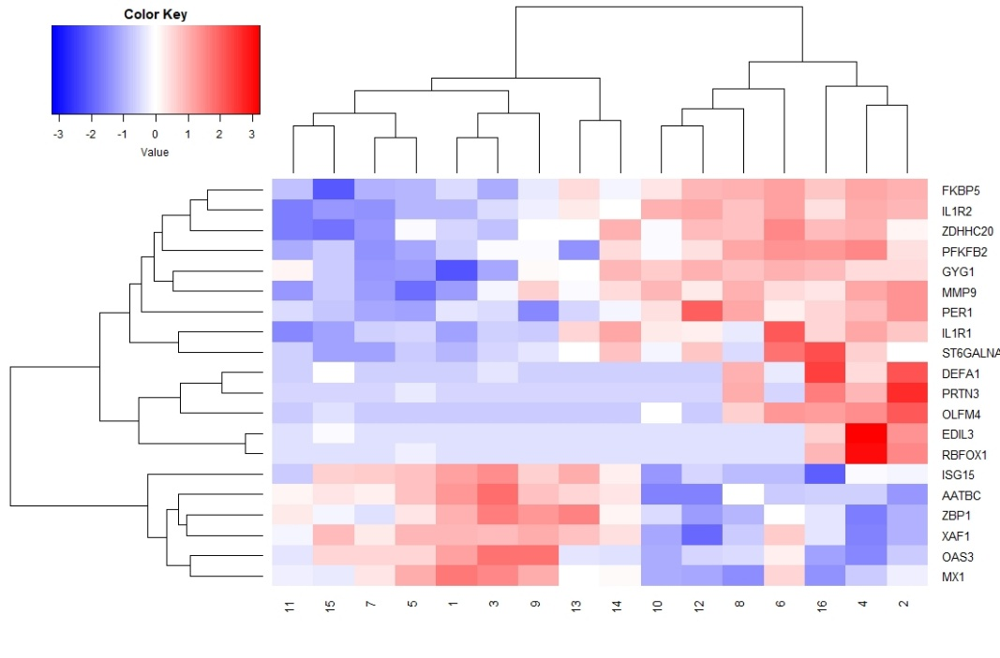 Color Key
-3 -2 -1 0 1 2 3
Value
FKBP5
IL1R2
ZDHHC20
PFKFB2
GYG1
MMP9
PER1
IL1R1
ST6GALNA
DEFA1
PRTN3
OLFM4
EDIL3
RBFOX1
ISG15
AATBC
ZBP1
XAF1
OAS3
MX1
11 15 7 5 1 3 9 13 14 10 12 8 6 16 4 2